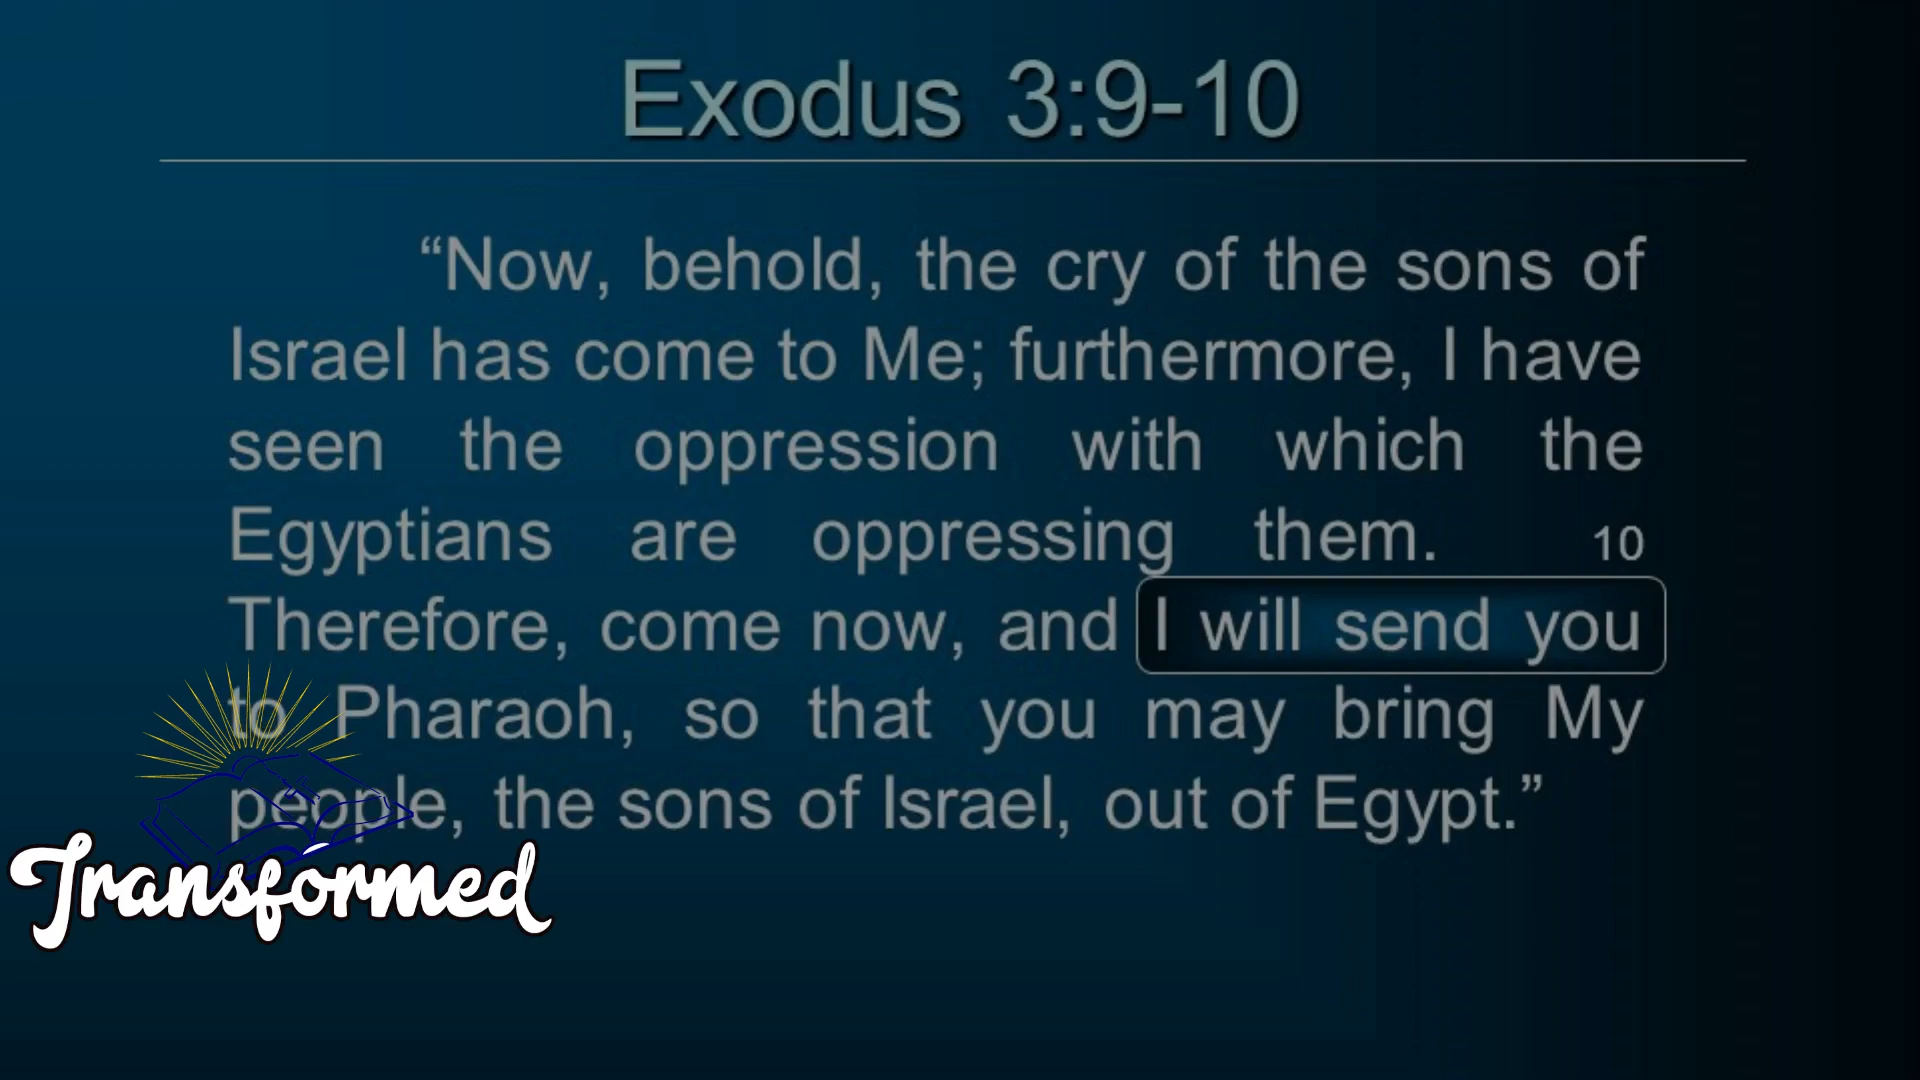 Exodus 3:9-10
“Now, behold, the cry of the sons of
Israel has come to Me; furthermore, I have
seen the oppression with which the
Egyptians are oppressing them. 10
Therefore, come now, and I will send you
to Pharaoh, so that you may bring My
people, the sons of Israel, out of Egypt.”
Transformed